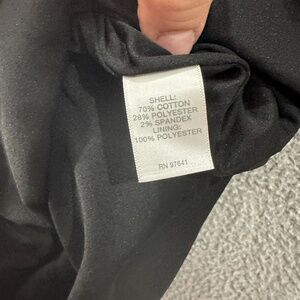 SHELL:
70% COTTON
28% POLYESTER
2% SPANDEX
LINING:
100% POLYESTER
RN 97641